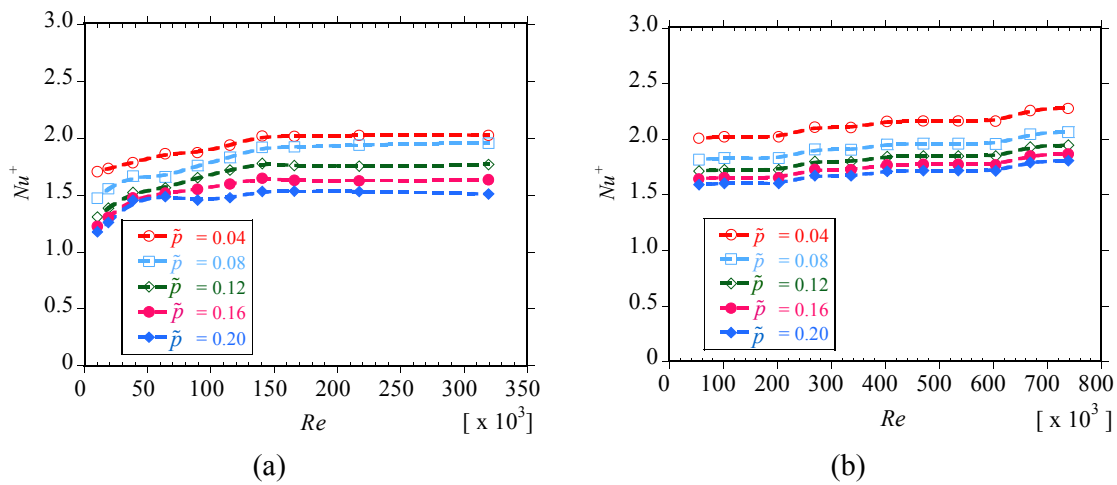 3.0
2.5
2.0
1.5
1.0
0.5
0
Nu+
p̃ = 0.04
p̃ = 0.08
p̃ = 0.12
p̃ = 0.16
p̃ = 0.20
0 50 100 150 200 250 300 350
Re [ x 10³ ]
(a)
3.0
2.5
2.0
1.5
1.0
0.5
0
Nu+
p̃ = 0.04
p̃ = 0.08
p̃ = 0.12
p̃ = 0.16
p̃ = 0.20
0 100 200 300 400 500 600 700 800
Re [ x 10³ ]
(b)